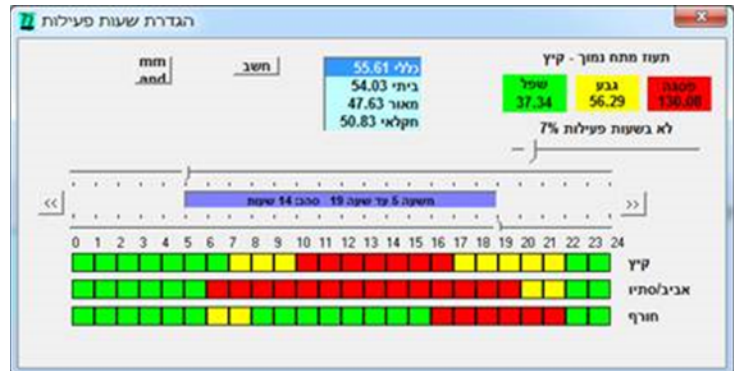 הגדרת שעות פעילות
תעוז מתח נמוך - קיץ
פסגה
130.08
גבע
56.29
שפל
37.34
לא בשעות פעילות 7%
כללי 55.61
ביתי 54.03
מאור 47.63
חקלאי 50.83
חשב
mm
and
<<
משעה 5 עד שעה 19 סהכ: 14 שעות
>>
0 1 2 3 4 5 6 7 8 9 10 11 12 13 14 15 16 17 18 19 20 21 22 23 24
קיץ
אביב/סתיו
חורף